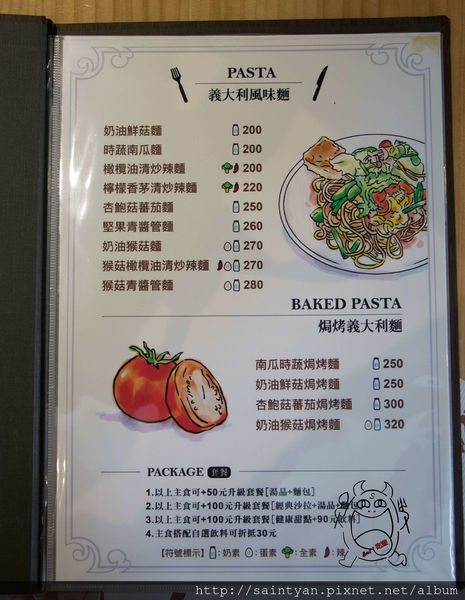 PASTA
義大利風味麵
奶油鮮菇麵 200
時蔬南瓜麵 200
橄欖油清炒辣麵 200
檸檬香茅清炒辣麵 220
杏鮑菇蕃茄麵 250
堅果青醬管麵 260
奶油猴菇麵 270
猴菇橄欖油清炒辣麵 270
猴菇青醬管麵 280
BAKED PASTA
焗烤義大利麵
南瓜時蔬焗烤麵 250
奶油鮮菇焗烤麵 250
杏鮑菇蕃茄焗烤麵 300
奶油猴菇焗烤麵 320
PACKAGE 套餐
1.以上主食可+50元升級套餐[湯品+麵包]
2.以上主食可+100元升級套餐[經典沙拉+湯品+麵包]
3.以上主食可+100元升級套餐[健康甜點+90元飲料]
4.主食搭配自選飲料可折抵30元
【符號標示】 :奶素 :蛋素 :全素 :辣
http://saintyan.pixnet.net/album